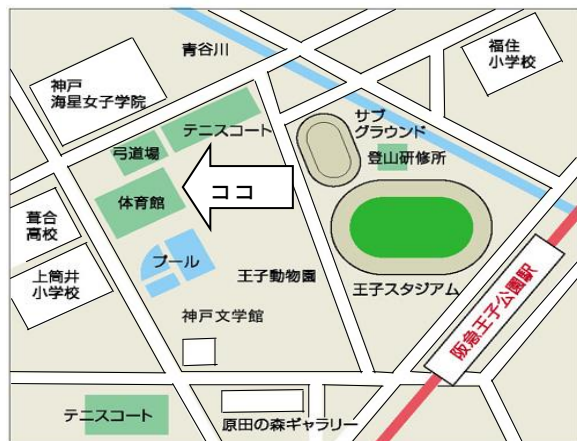 青谷川
福住
小学校
神戸
海星女子学院
テニスコート
サブ
グラウンド
弓道場
登山研修所
体育館
ココ
葺合
高校
プール
上筒井
小学校
王子動物園
王子スタジアム
神戸文学館
阪急王子公園駅
テニスコート
原田の森ギャラリー